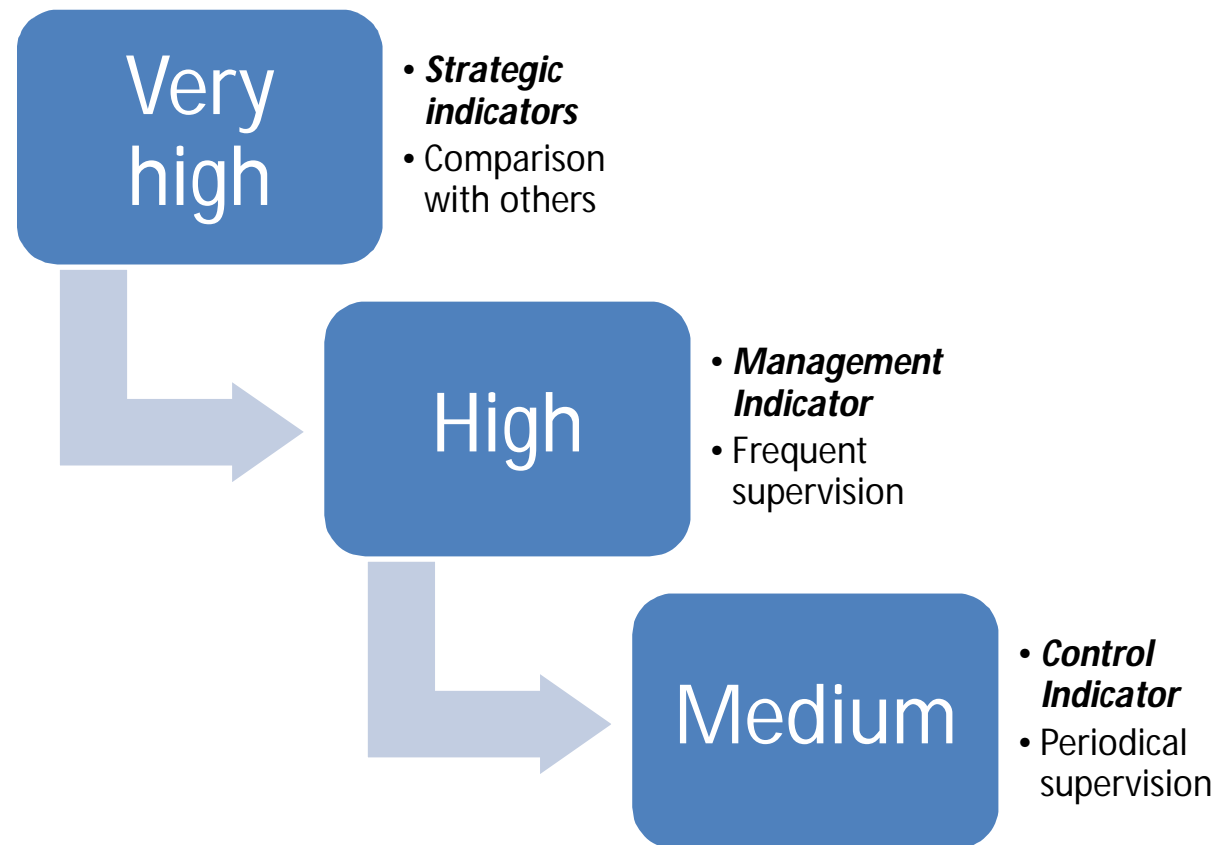 Very
high
• Strategic
indicators
• Comparison
with others
High
• Management
Indicator
• Frequent
supervision
Medium
• Control
Indicator
• Periodical
supervision